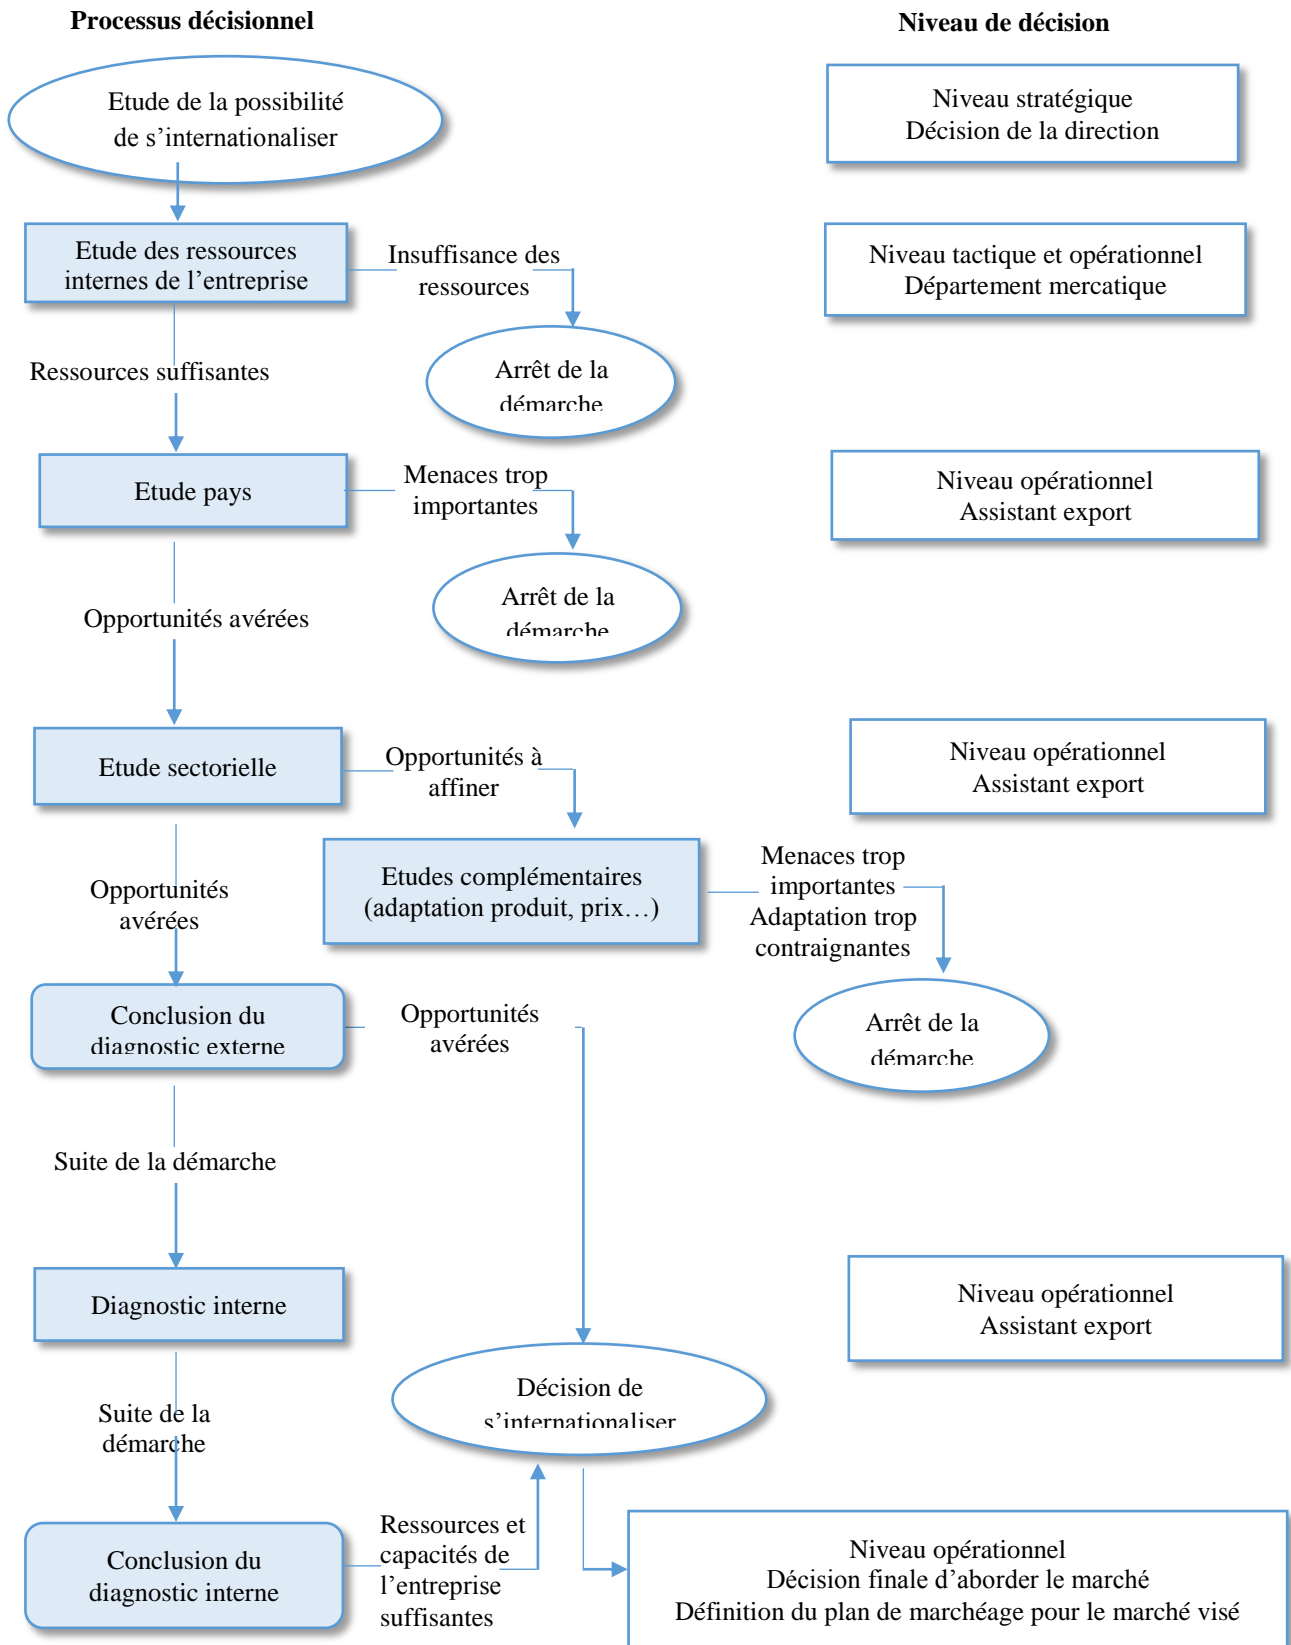 Processus décisionnel
Niveau de décision
Etude de la possibilité
de s’internationaliser
Niveau stratégique
Décision de la direction
Etude des ressources
internes de l’entreprise
Insuffisance des
ressources
Niveau tactique et opérationnel
Département mercatique
Arrêt de la
démarche
Ressources suffisantes
Etude pays
Menaces trop
importantes
Niveau opérationnel
Assistant export
Arrêt de la
démarche
Opportunités avérées
Etude sectorielle
Opportunités à
affiner
Niveau opérationnel
Assistant export
Etudes complémentaires
(adaptation produit, prix…)
Menaces trop
importantes
Adaptation trop
contraignantes
Opportunités
avérées
Conclusion du
diagnostic externe
Opportunités
avérées
Arrêt de la
démarche
Suite de la démarche
Diagnostic interne
Niveau opérationnel
Assistant export
Décision de
s’internationaliser
Suite de la
démarche
Conclusion du
diagnostic interne
Ressources et
capacités de
l’entreprise
suffisantes
Niveau opérationnel
Décision finale d’aborder le marché
Définition du plan de marchéage pour le marché visé